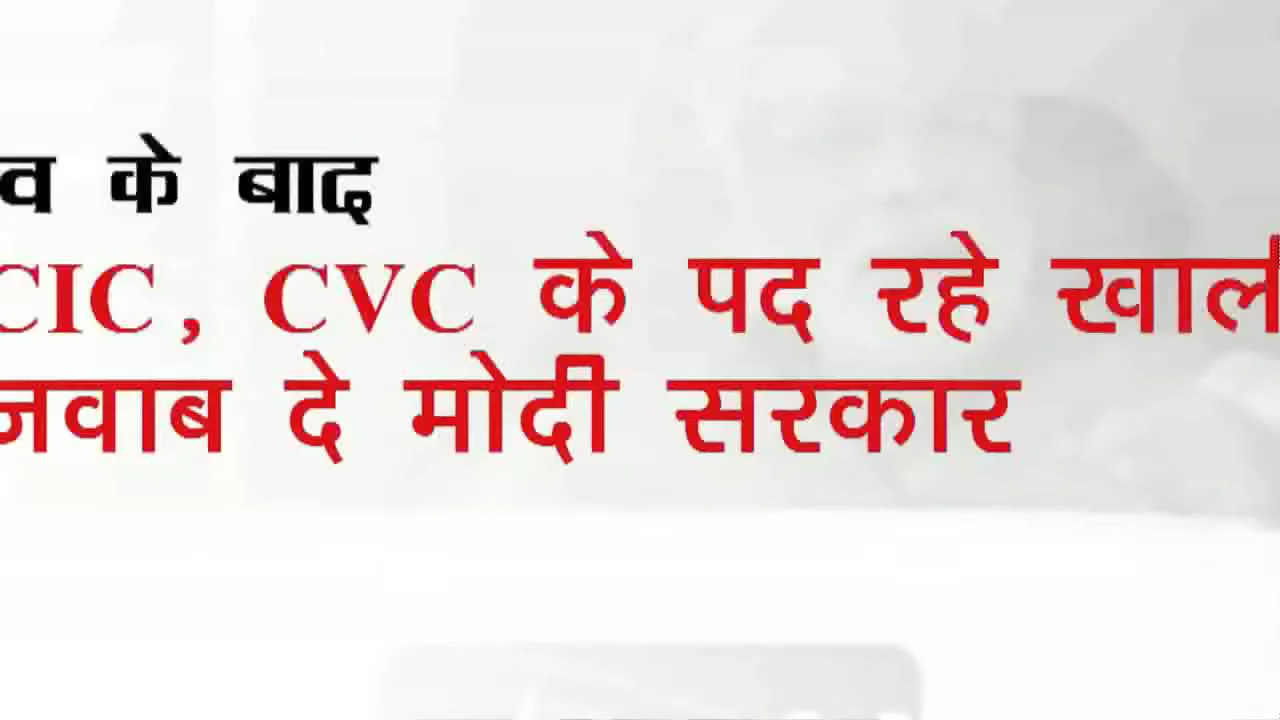 व के बाद
CIC, CVC के पद रहे खाली
जवाब दे मोदी सरकार